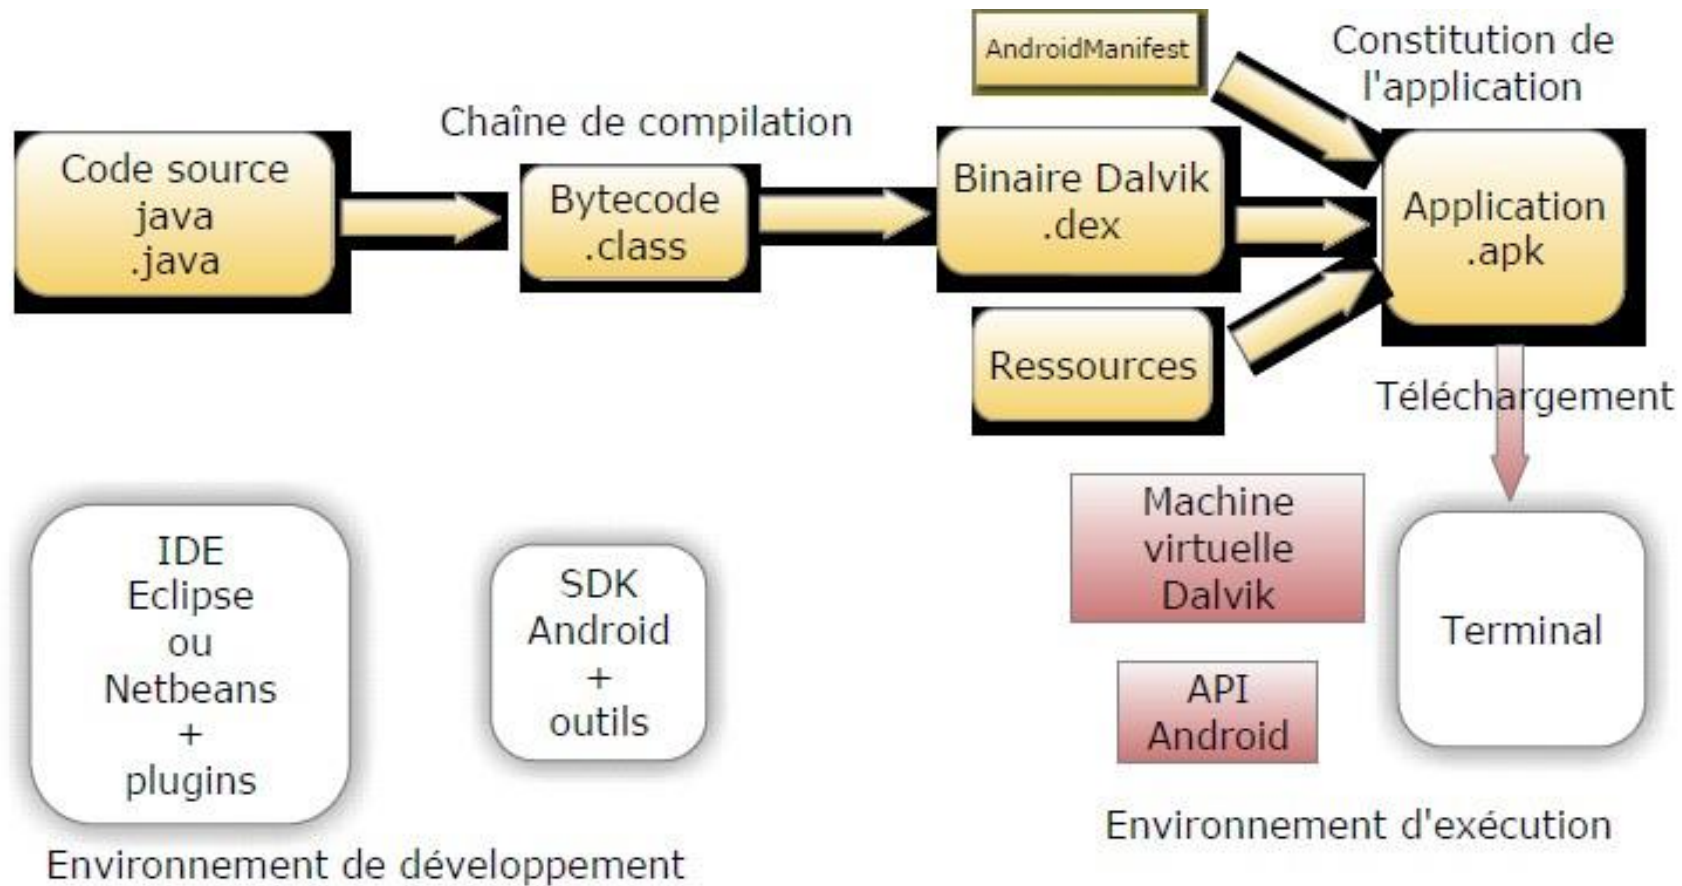 AndroidManifest
Constitution de
l'application
Chaîne de compilation
Code source
java
.java
Bytecode
.class
Binaire Dalvik
.dex
Application
.apk
Ressources
Téléchargement
IDE
Eclipse
ou
Netbeans
+
plugins
SDK
Android
+
outils
Machine
virtuelle
Dalvik
API
Android
Terminal
Environnement de développement
Environnement d'exécution